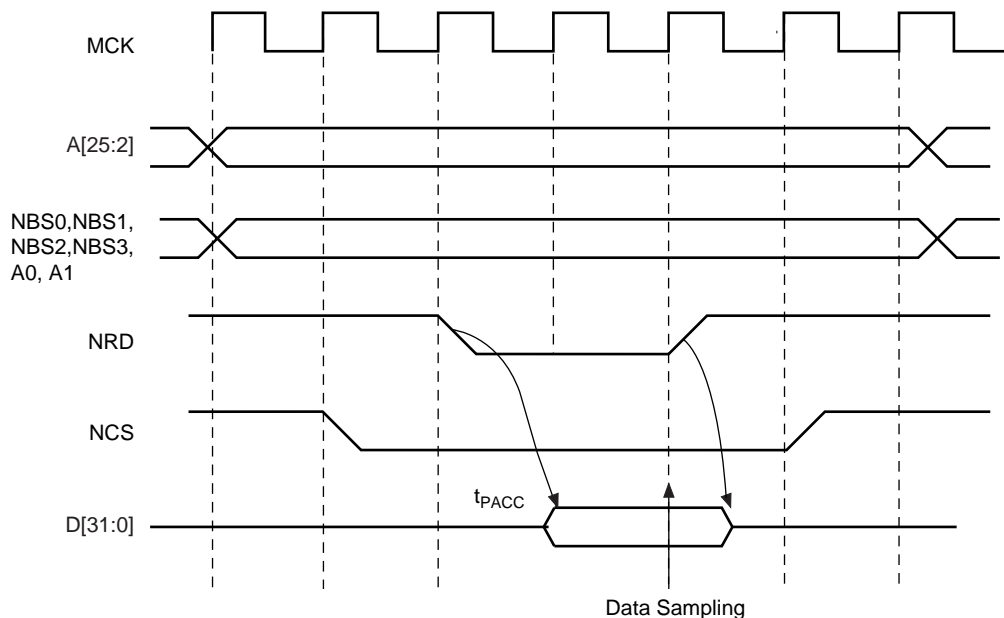 MCK
A[25:2]
NBS0,NBS1,
NBS2,NBS3,
A0, A1
NRD
NCS
tPACC
D[31:0]
Data Sampling